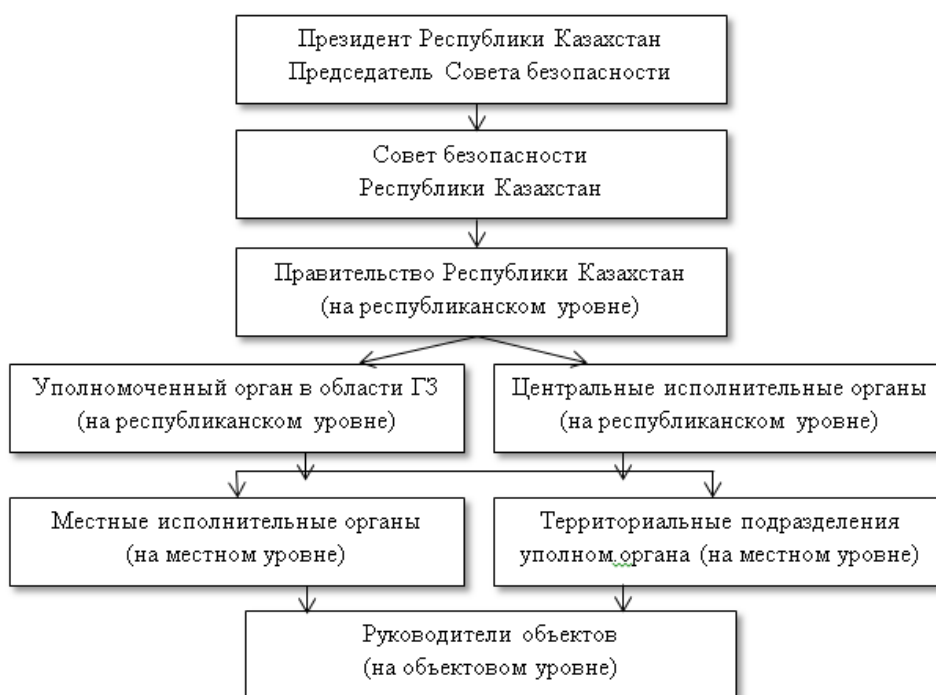 Президент Республики Казахстан
Председатель Совета безопасности
Совет безопасности
Республики Казахстан
Правительство Республики Казахстан
(на республиканском уровне)
Уполномоченный орган в области ГЗ
(на республиканском уровне)
Центральные исполнительные органы
(на республиканском уровне)
Местные исполнительные органы
(на местном уровне)
Территориальные подразделения
уполном.органа (на местном уровне)
Руководители объектов
(на объектовом уровне)